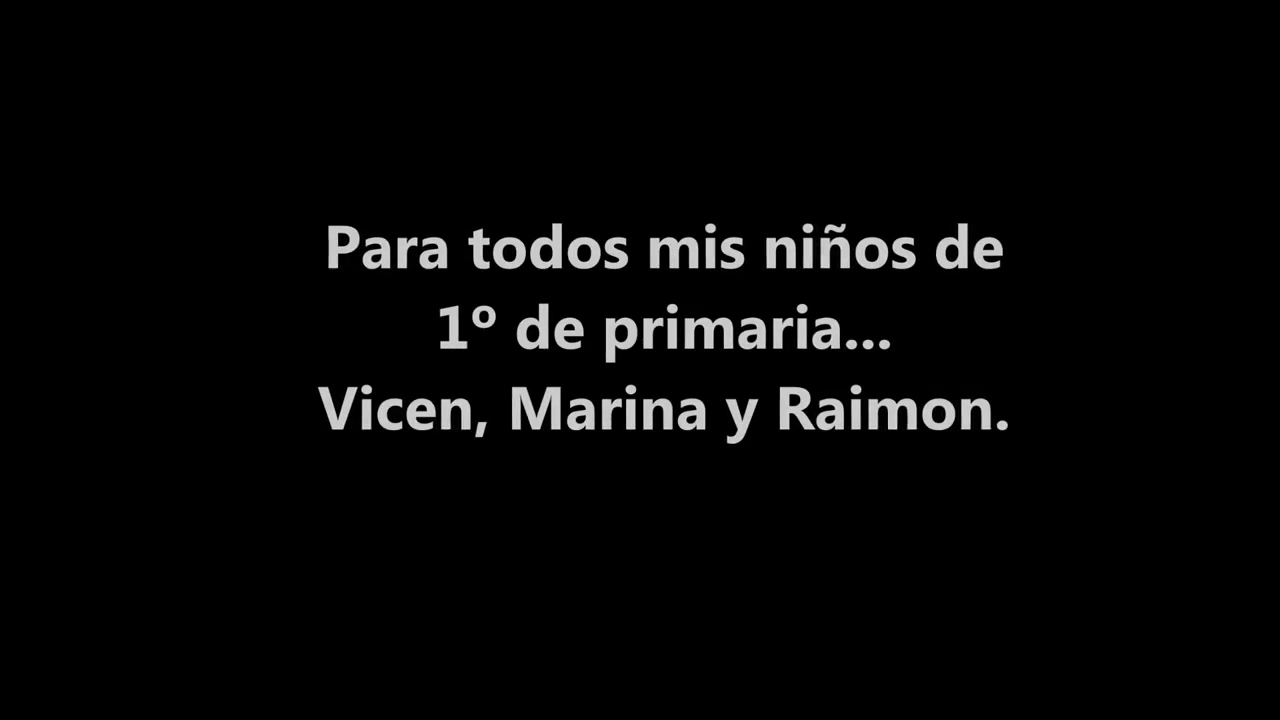 Para todos mis niños de
1º de primaria...
Vicen, Marina y Raimon.